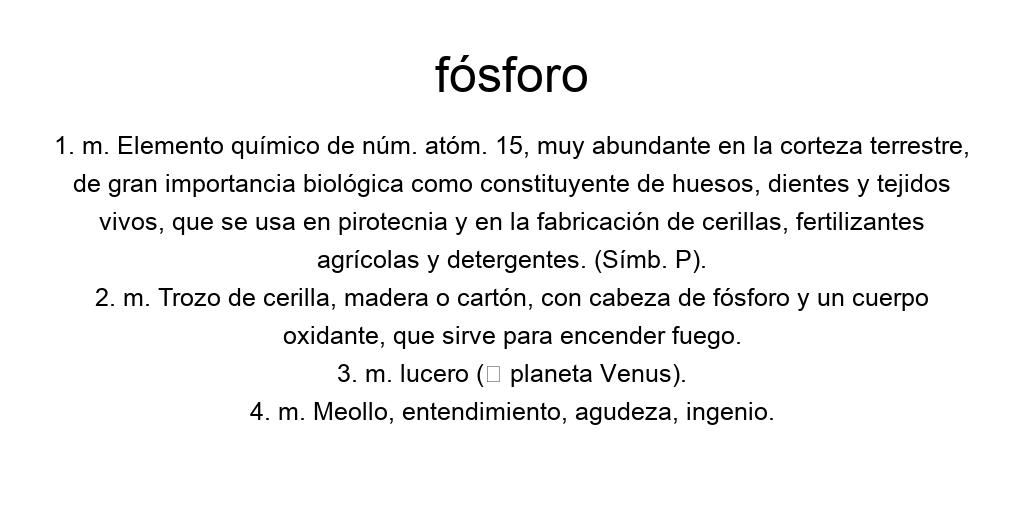 fósforo
1. m. Elemento químico de núm. atóm. 15, muy abundante en la corteza terrestre,
de gran importancia biológica como constituyente de huesos, dientes y tejidos
vivos, que se usa en pirotecnia y en la fabricación de cerillas, fertilizantes
agrícolas y detergentes. (Símb. P).
2. m. Trozo de cerilla, madera o cartón, con cabeza de fósforo y un cuerpo
oxidante, que sirve para encender fuego.
3. m. lucero (▯ planeta Venus).
4. m. Meollo, entendimiento, agudeza, ingenio.